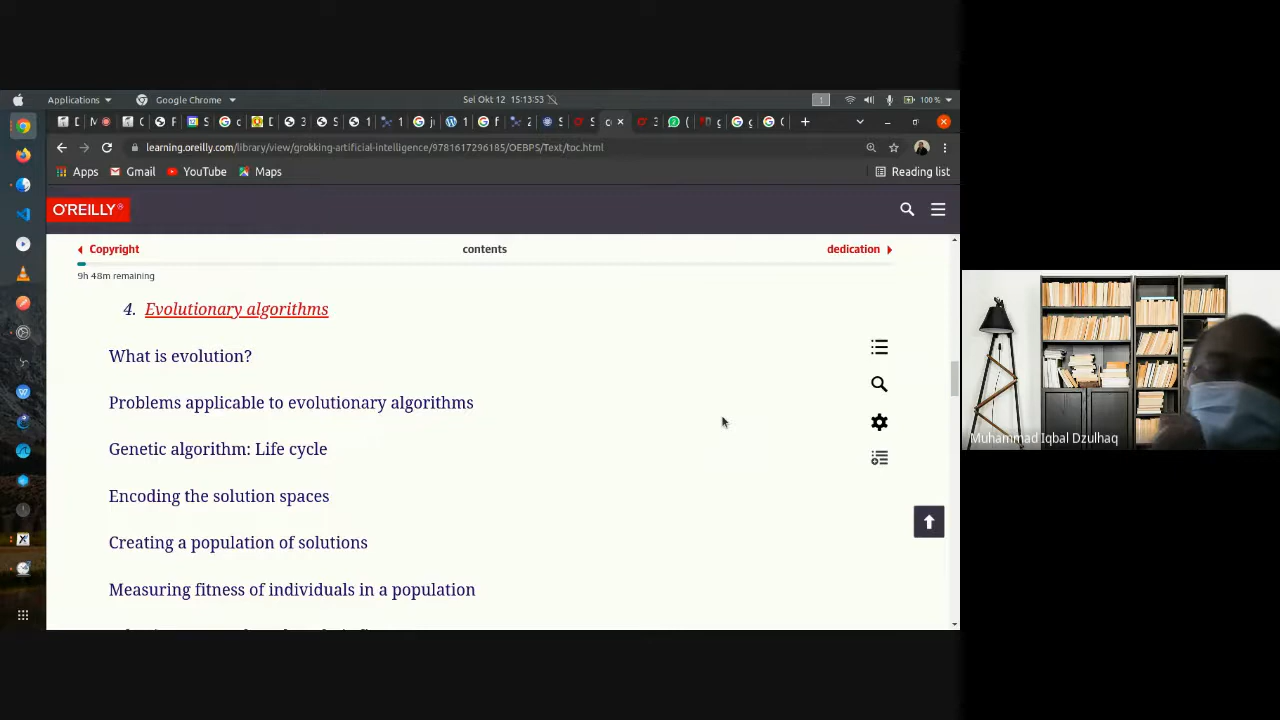 Applications
Google Chrome
Sel Okt 12 15:13:53
1
100 %
learning.oreilly.com/library/view/grokking-artificial-intelligence/9781617296185/OEBPS/Text/toc.html
Apps
Gmail
YouTube
Maps
Reading list
O'REILLY®
Copyright
contents
dedication
9h 48m remaining
4. Evolutionary algorithms
What is evolution?
Problems applicable to evolutionary algorithms
Genetic algorithm: Life cycle
Encoding the solution spaces
Creating a population of solutions
Measuring fitness of individuals in a population
Muhammad Iqbal Dzulhaq